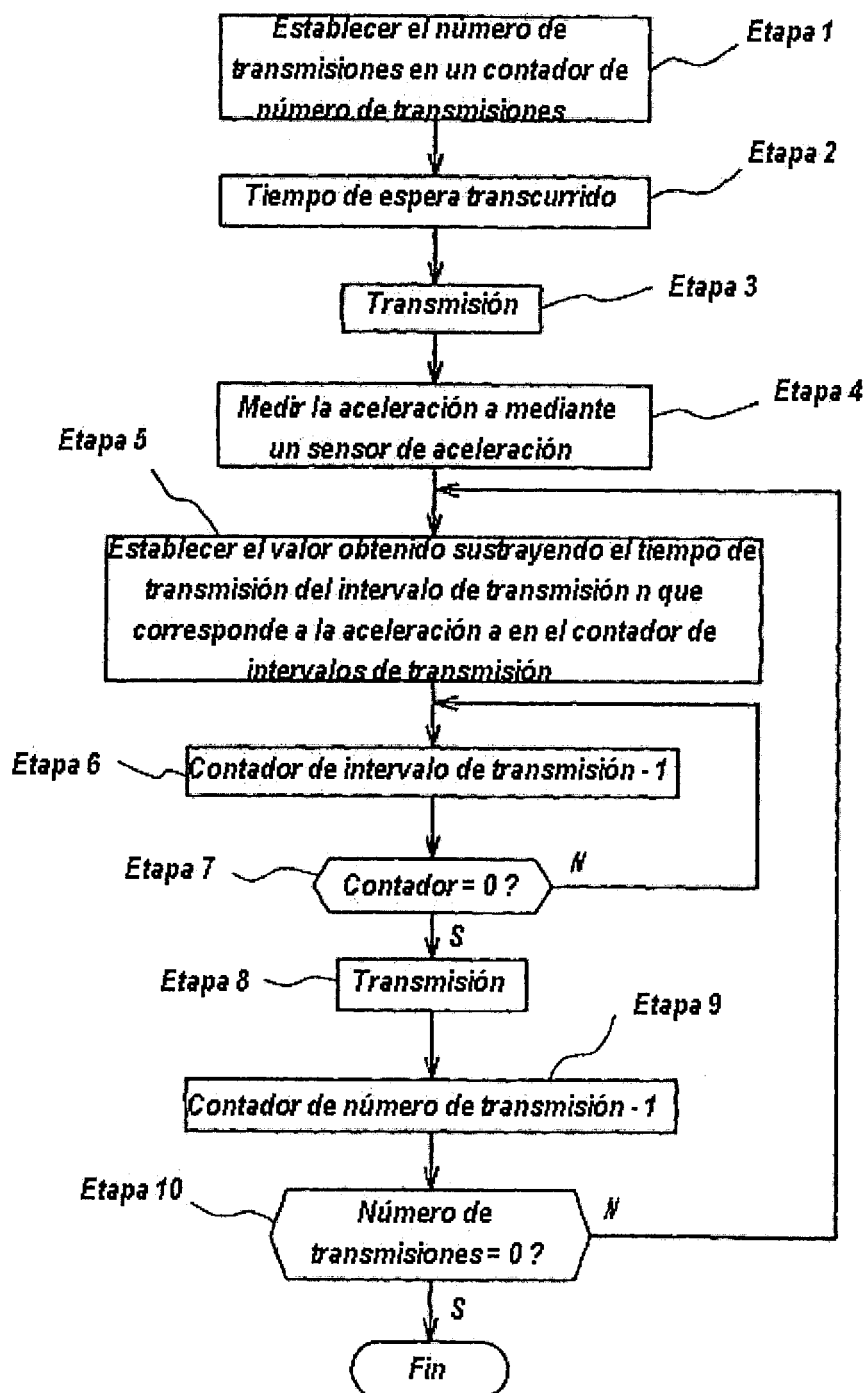 Establecer el número de
transmisiones en un contador de
número de transmisiones
Etapa 1
Tiempo de espera transcurrido
Etapa 2
Transmisión
Etapa 3
Medir la aceleración a mediante
un sensor de aceleración
Etapa 4
Etapa 5
Establecer el valor obtenido sustrayendo el tiempo de
transmisión del intervalo de transmisión n que
corresponde a la aceleración a en el contador de
intervalos de transmisión
Etapa 6
Contador de intervalo de transmisión - 1
Etapa 7
Contador = 0 ?
N
S
Etapa 8
Transmisión
Etapa 9
Contador de número de transmisión - 1
Etapa 10
Número de
transmisiones = 0 ?
N
S
Fin